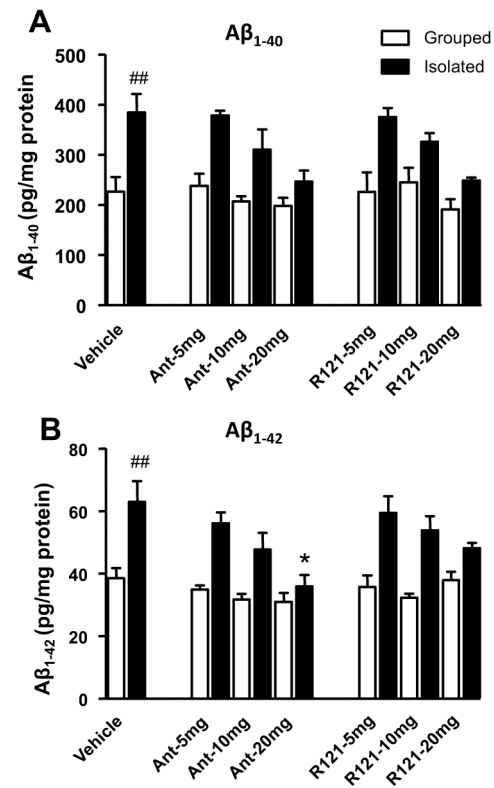 A
Aβ1-40
Grouped
Isolated
##
500
400
300
200
100
0
Aβ1-40 (pg/mg protein)
Vehicle
Ant-5mg
Ant-10mg
Ant-20mg
R121-5mg
R121-10mg
R121-20mg
B
Aβ1-42
##
*
80
60
40
20
0
Aβ1-42 (pg/mg protein)
Vehicle
Ant-5mg
Ant-10mg
Ant-20mg
R121-5mg
R121-10mg
R121-20mg